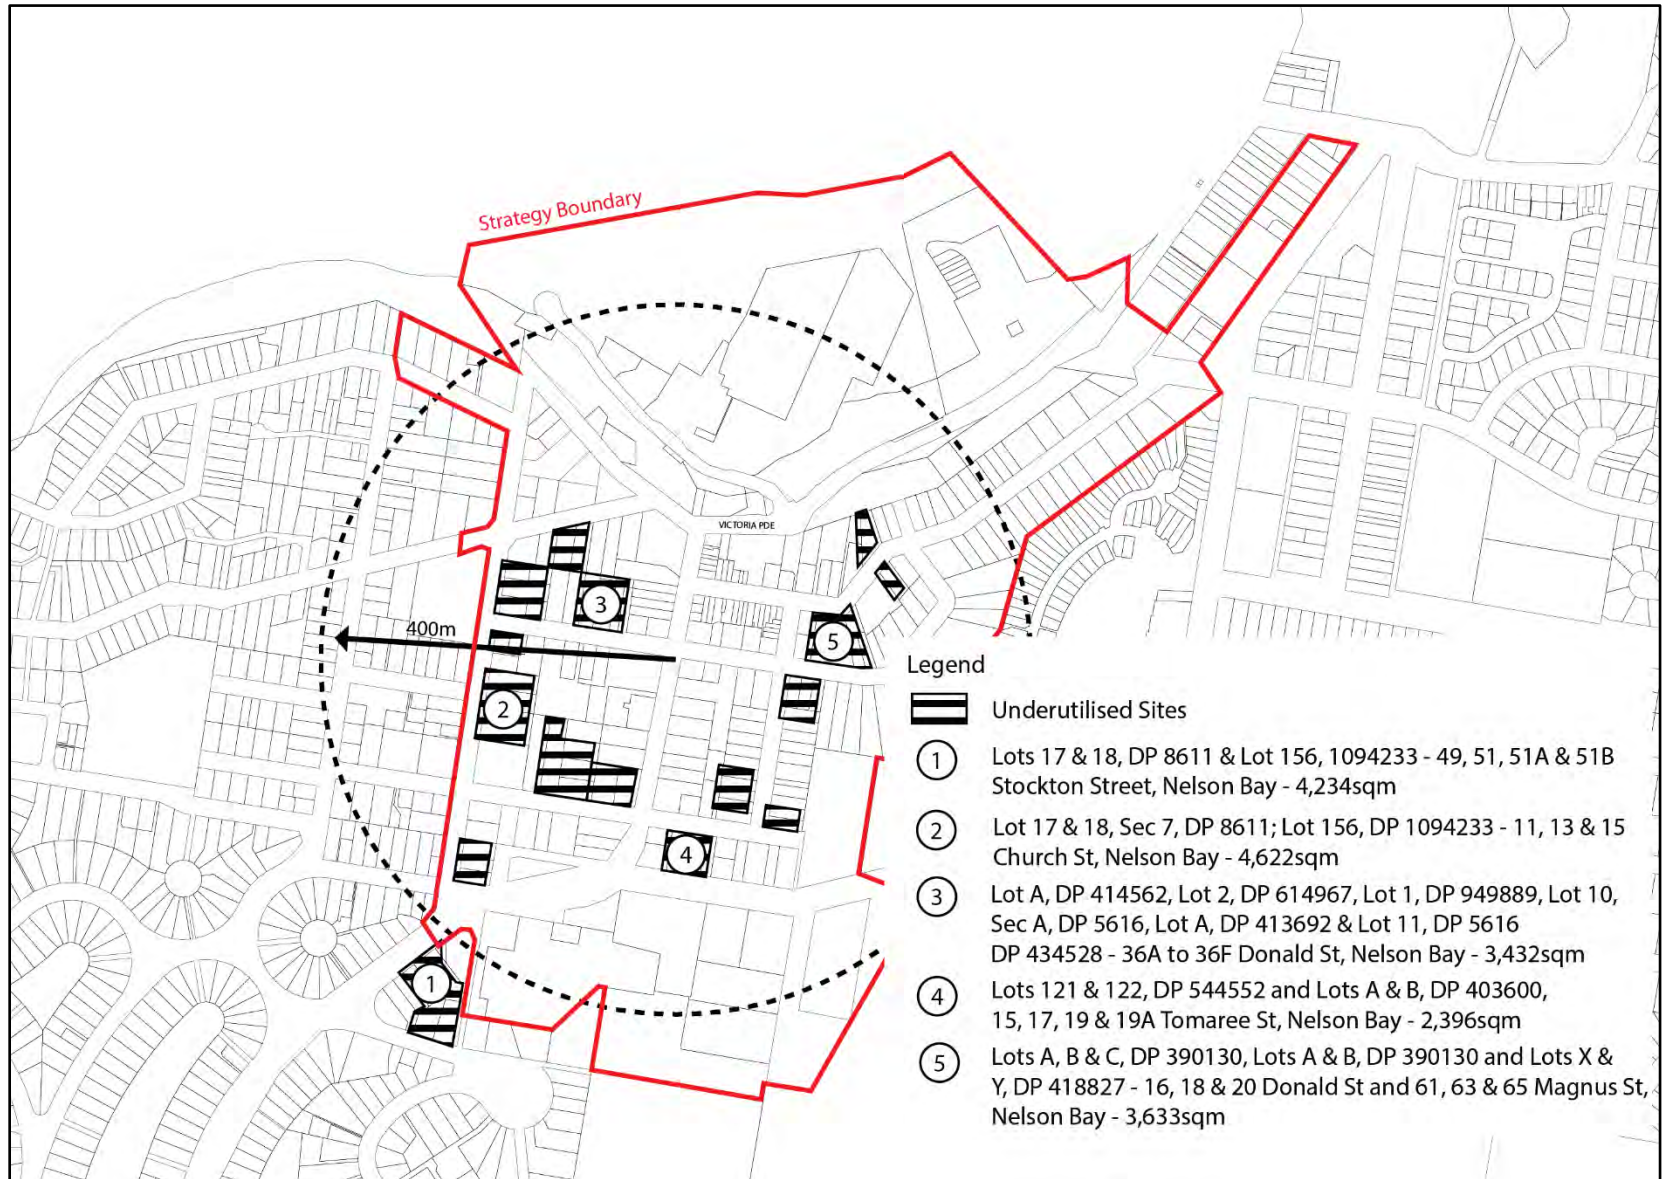 Strategy Boundary
VICTORIA PDE
3
400m
5
2
4
1
Legend
Underutilised Sites
1
Lots 17 & 18, DP 8611 & Lot 156, 1094233 - 49, 51, 51A & 51B
Stockton Street, Nelson Bay - 4,234sqm
2
Lot 17 & 18, Sec 7, DP 8611; Lot 156, DP 1094233 - 11, 13 & 15
Church St, Nelson Bay - 4,622sqm
3
Lot A, DP 414562, Lot 2, DP 614967, Lot 1, DP 949889, Lot 10,
Sec A, DP 5616, Lot A, DP 413692 & Lot 11, DP 5616
DP 434528 - 36A to 36F Donald St, Nelson Bay - 3,432sqm
4
Lots 121 & 122, DP 544552 and Lots A & B, DP 403600,
15, 17, 19 & 19A Tomaree St, Nelson Bay - 2,396sqm
5
Lots A, B & C, DP 390130, Lots A & B, DP 390130 and Lots X &
Y, DP 418827 - 16, 18 & 20 Donald St and 61, 63 & 65 Magnus St,
Nelson Bay - 3,633sqm